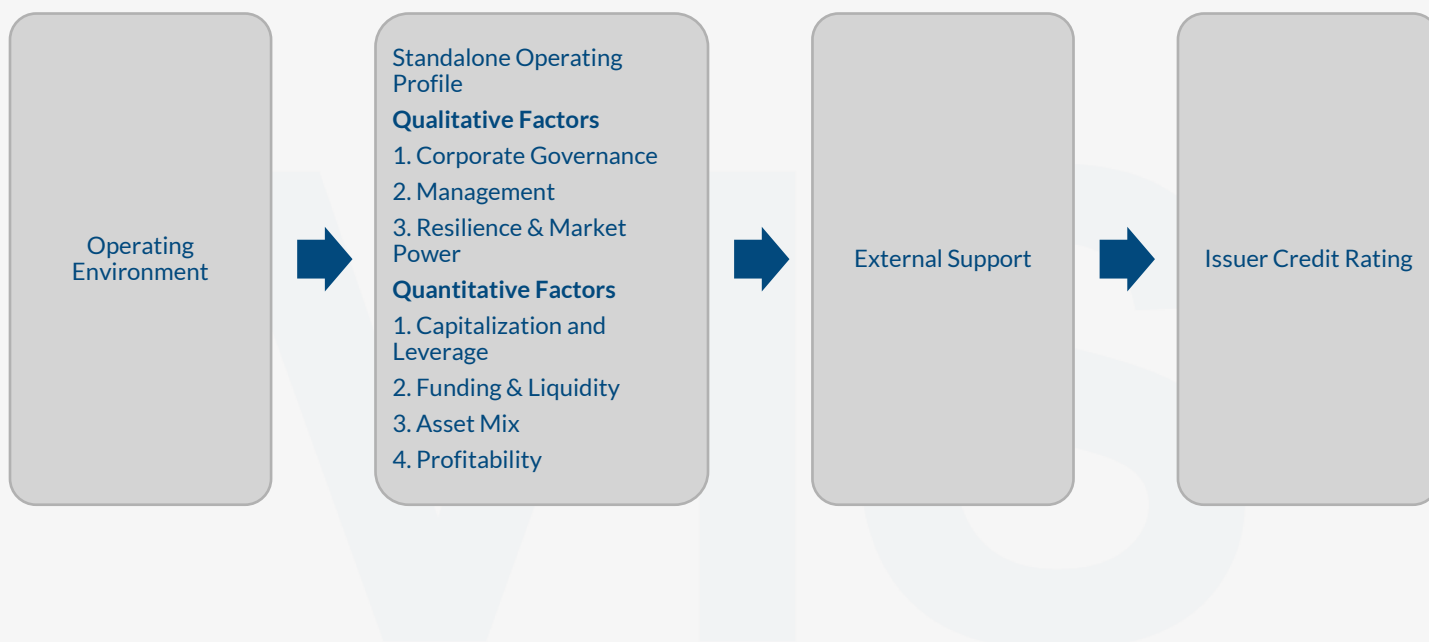 Operating
Environment
Standalone Operating
Profile
Qualitative Factors
1. Corporate Governance
2. Management
3. Resilience & Market
Power
Quantitative Factors
1. Capitalization and
Leverage
2. Funding & Liquidity
3. Asset Mix
4. Profitability
External Support
Issuer Credit Rating
VIS